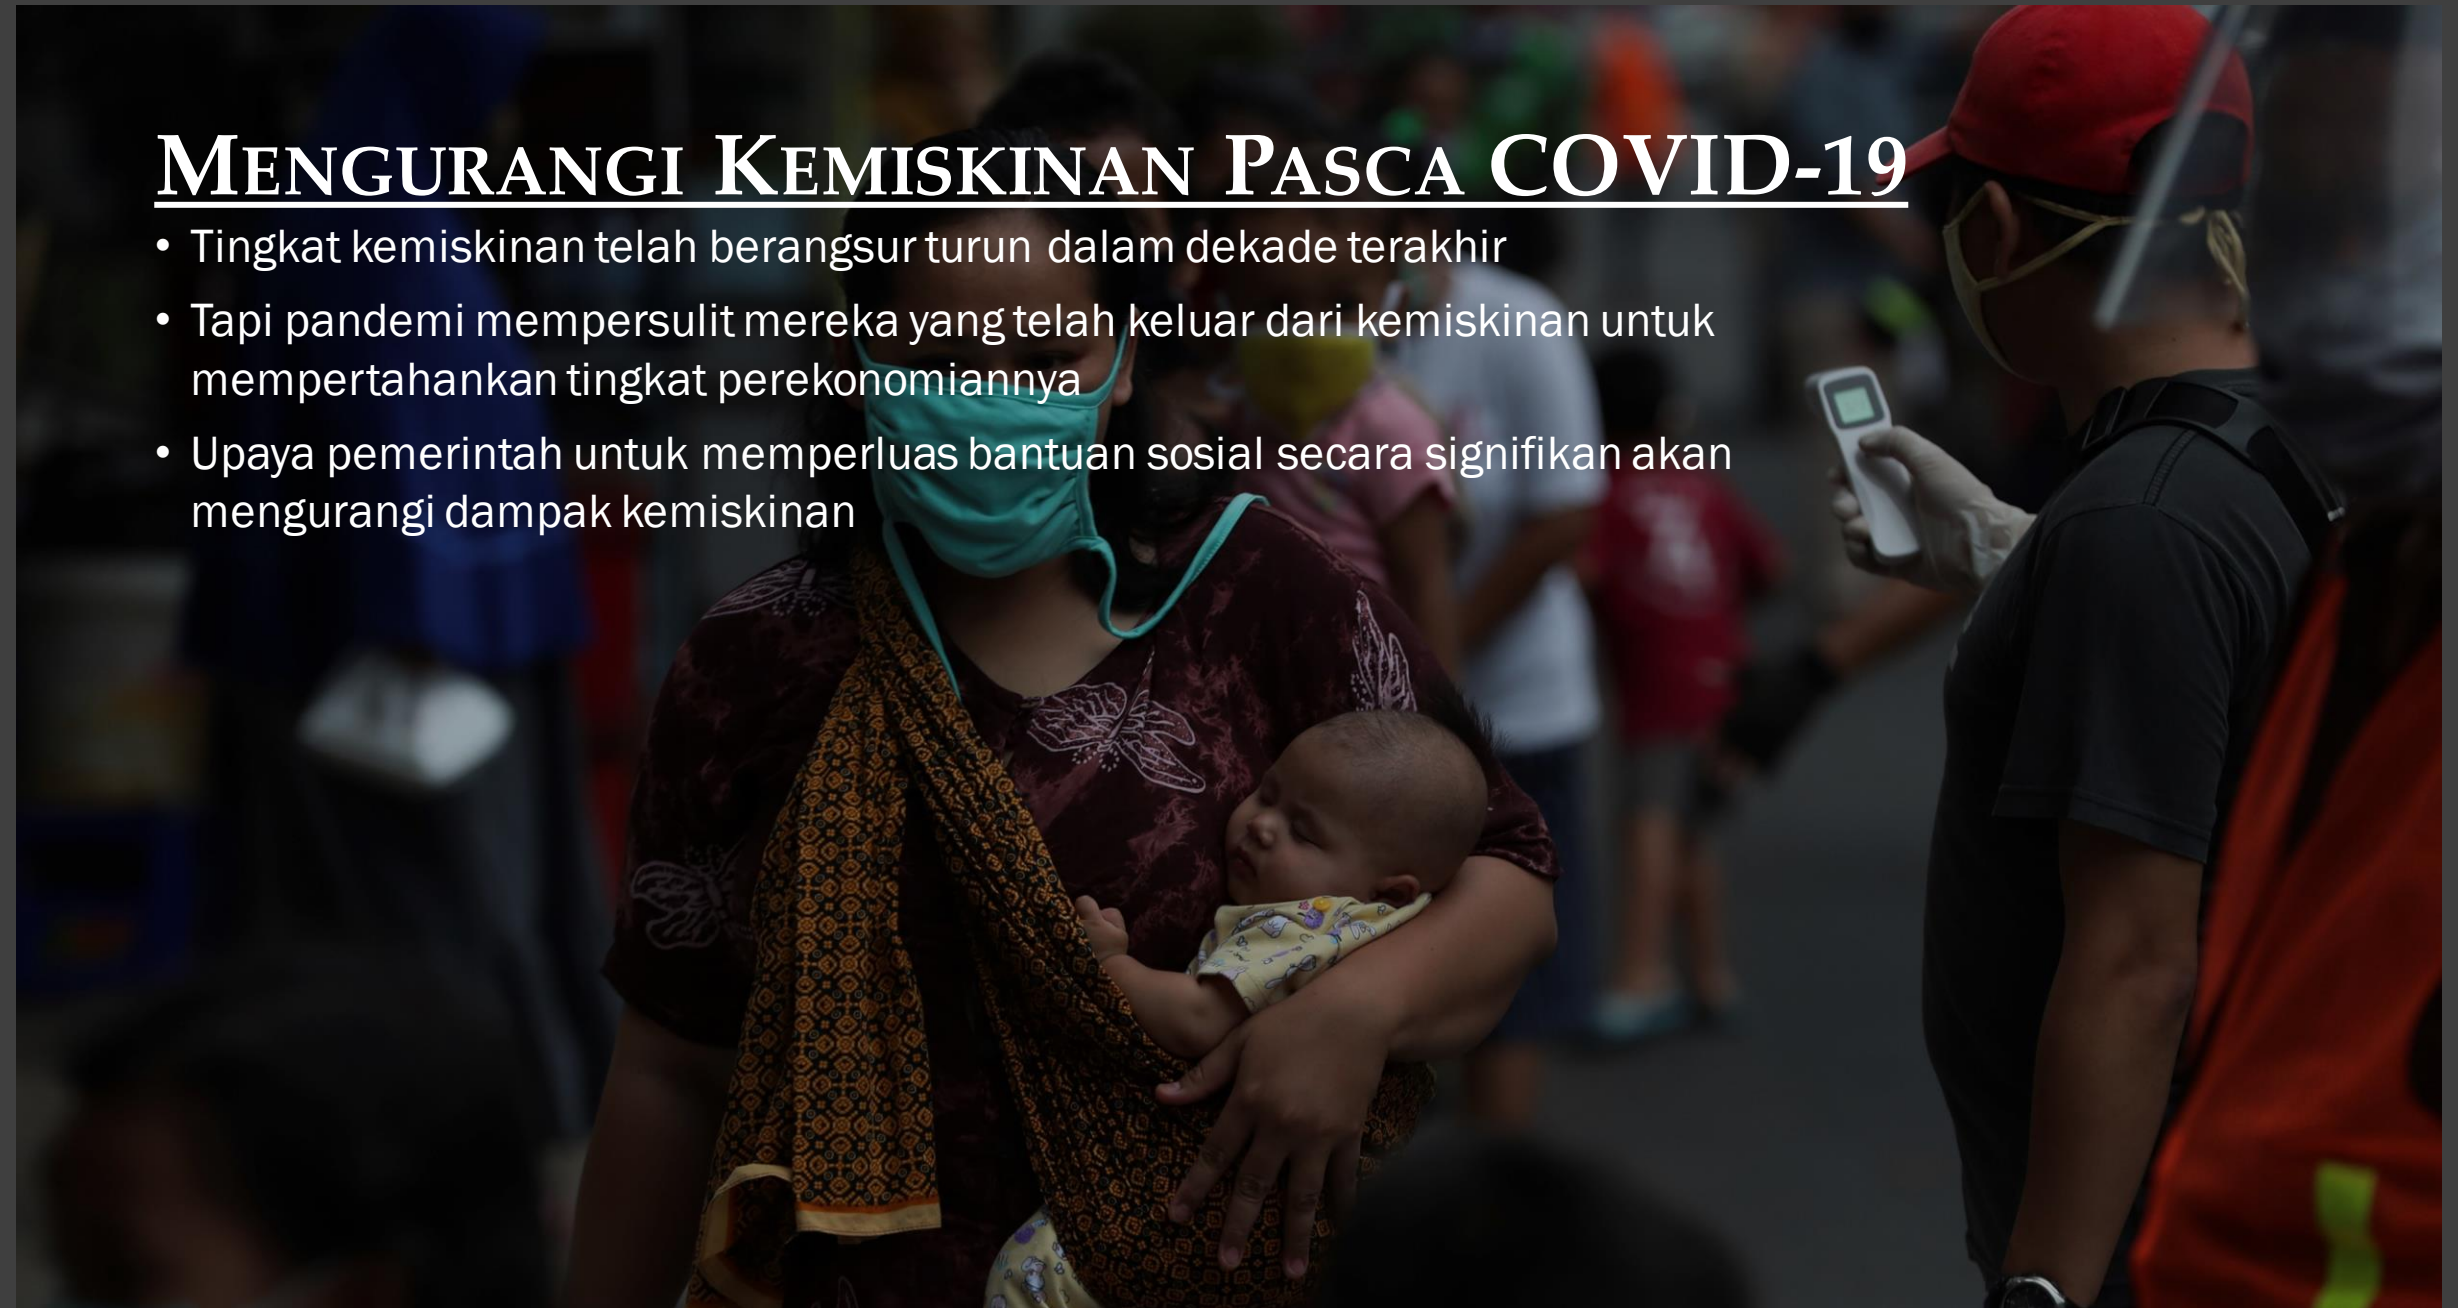 MENGURANGI KEMISKINAN PASCA COVID-19
• Tingkat kemiskinan telah berangsur turun dalam dekade terakhir
• Tapi pandemi mempersulit mereka yang telah keluar dari kemiskinan untuk
mempertahankan tingkat perekonomiannya
• Upaya pemerintah untuk memperluas bantuan sosial secara signifikan akan
mengurangi dampak kemiskinan